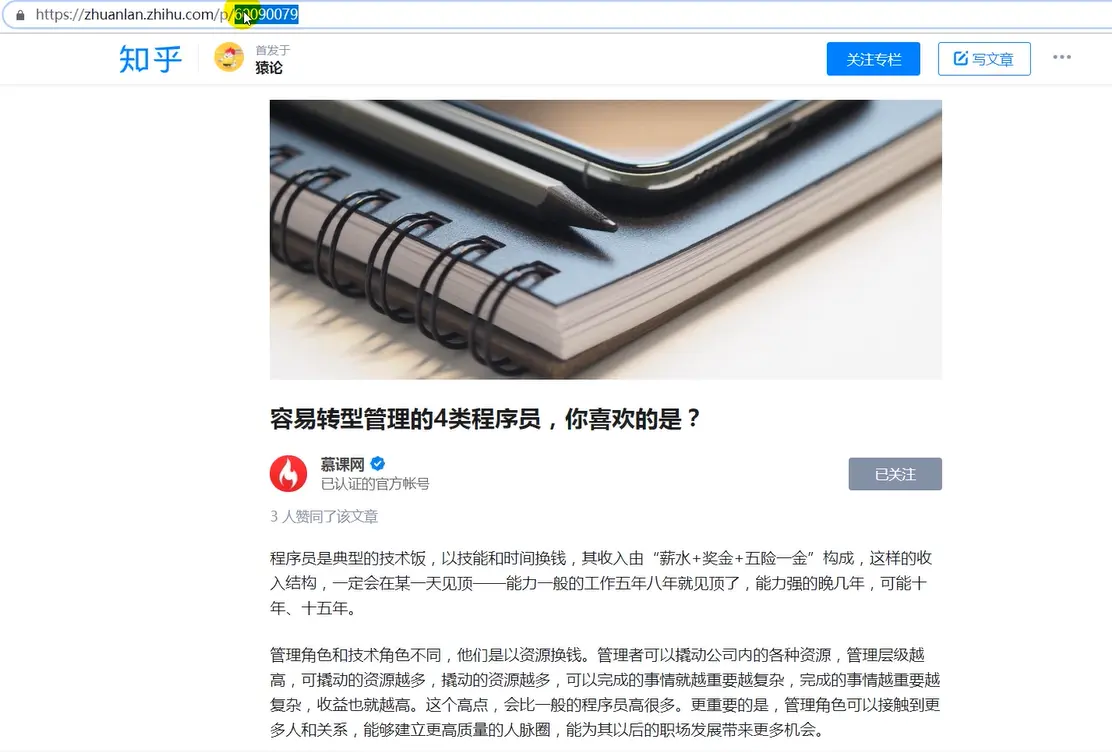 https://zhuanlan.zhihu.com/p/60090079
知乎
首发于
猿论
关注专栏
写文章
容易转型管理的4类程序员，你喜欢的是？
慕课网
已认证的官方帐号
已关注
3 人赞同了该文章
程序员是典型的技术饭，以技能和时间换钱，其收入由“薪水+奖金+五险一金”构成，这样的收
入结构，一定会在某一天见顶——能力一般的工作五年八年就见顶了，能力强的晚几年，可能十
年、十五年。
管理角色和技术角色不同，他们是以资源换钱。管理者可以撬动公司内的各种资源，管理层级越
高，可撬动的资源越多，撬动的资源越多，可以完成的事情就越重要越复杂，完成的事情越重要越
复杂，收益也就越高。这个高点，会比一般的程序员高很多。更重要的是，管理角色可以接触到更
多人和关系，能够建立更高质量的人脉圈，能为其以后的职场发展带来更多机会。